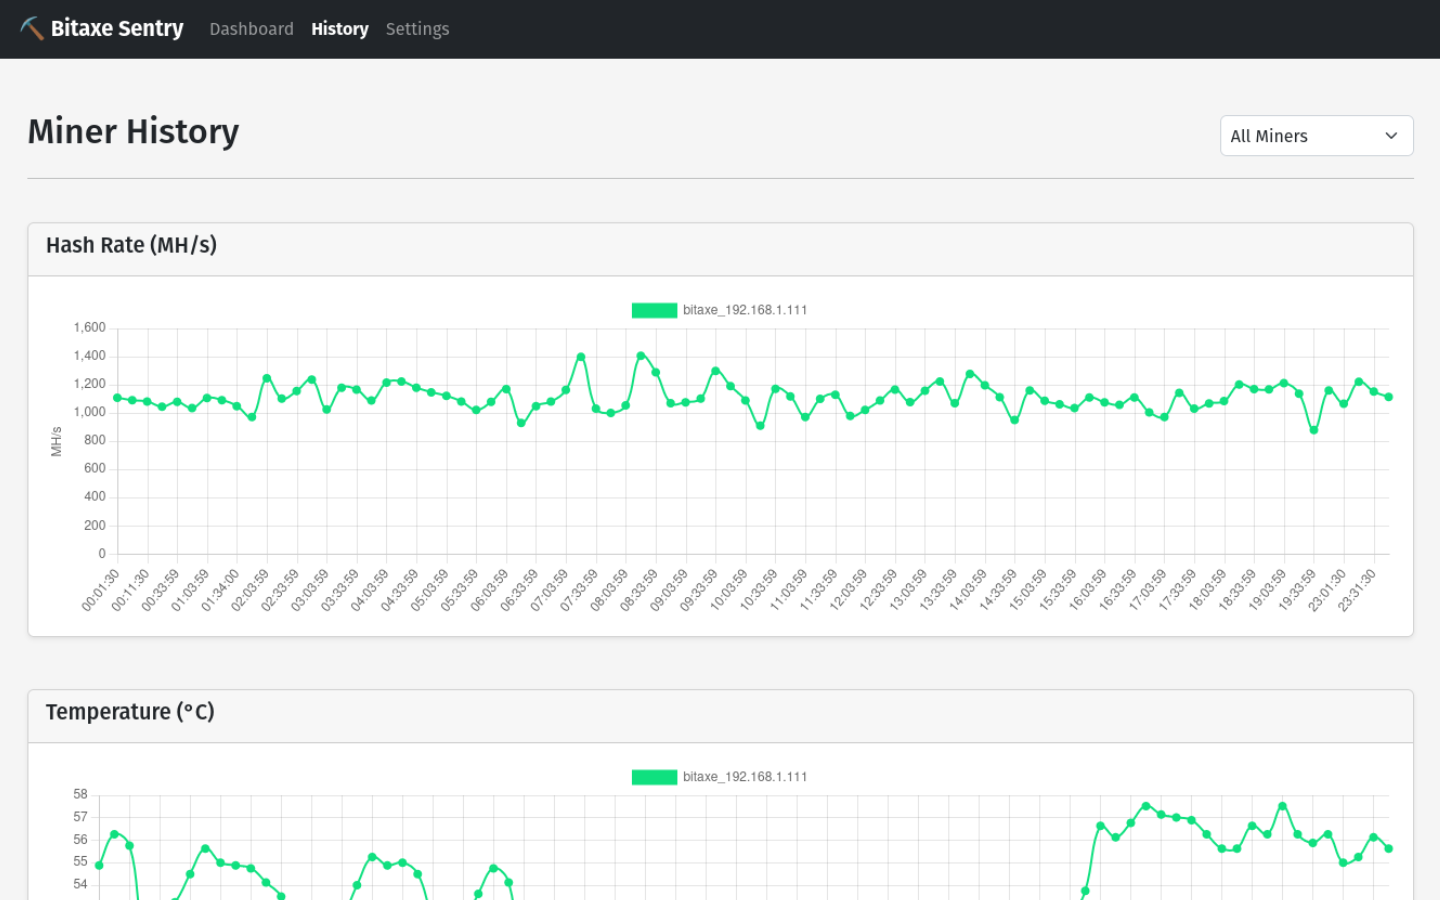 Bitaxe Sentry Dashboard History Settings
Miner History
All Miners
Hash Rate (MH/s)
bitaxe_192.168.1.111
1,600
1,400
1,200
1,000
800
600
400
200
0
MH/s
00:01:30 00:11:30 00:33:59 01:03:59 01:34:00 02:03:59 02:33:59 03:03:59 03:33:59 04:03:59 04:33:59 05:03:59 05:33:59 06:03:59 06:33:59 07:03:59 07:33:59 08:03:59 08:33:59 09:03:59 09:33:59 10:03:59 10:33:59 11:03:59 11:33:59 12:03:59 12:33:59 13:03:59 13:33:59 14:03:59 14:33:59 15:03:59 15:33:59 16:03:59 16:33:59 17:03:59 17:33:59 18:03:59 18:33:59 19:03:59 19:33:59 23:01:30 23:31:30
Temperature (°C)
bitaxe_192.168.1.111
58
57
56
55
54